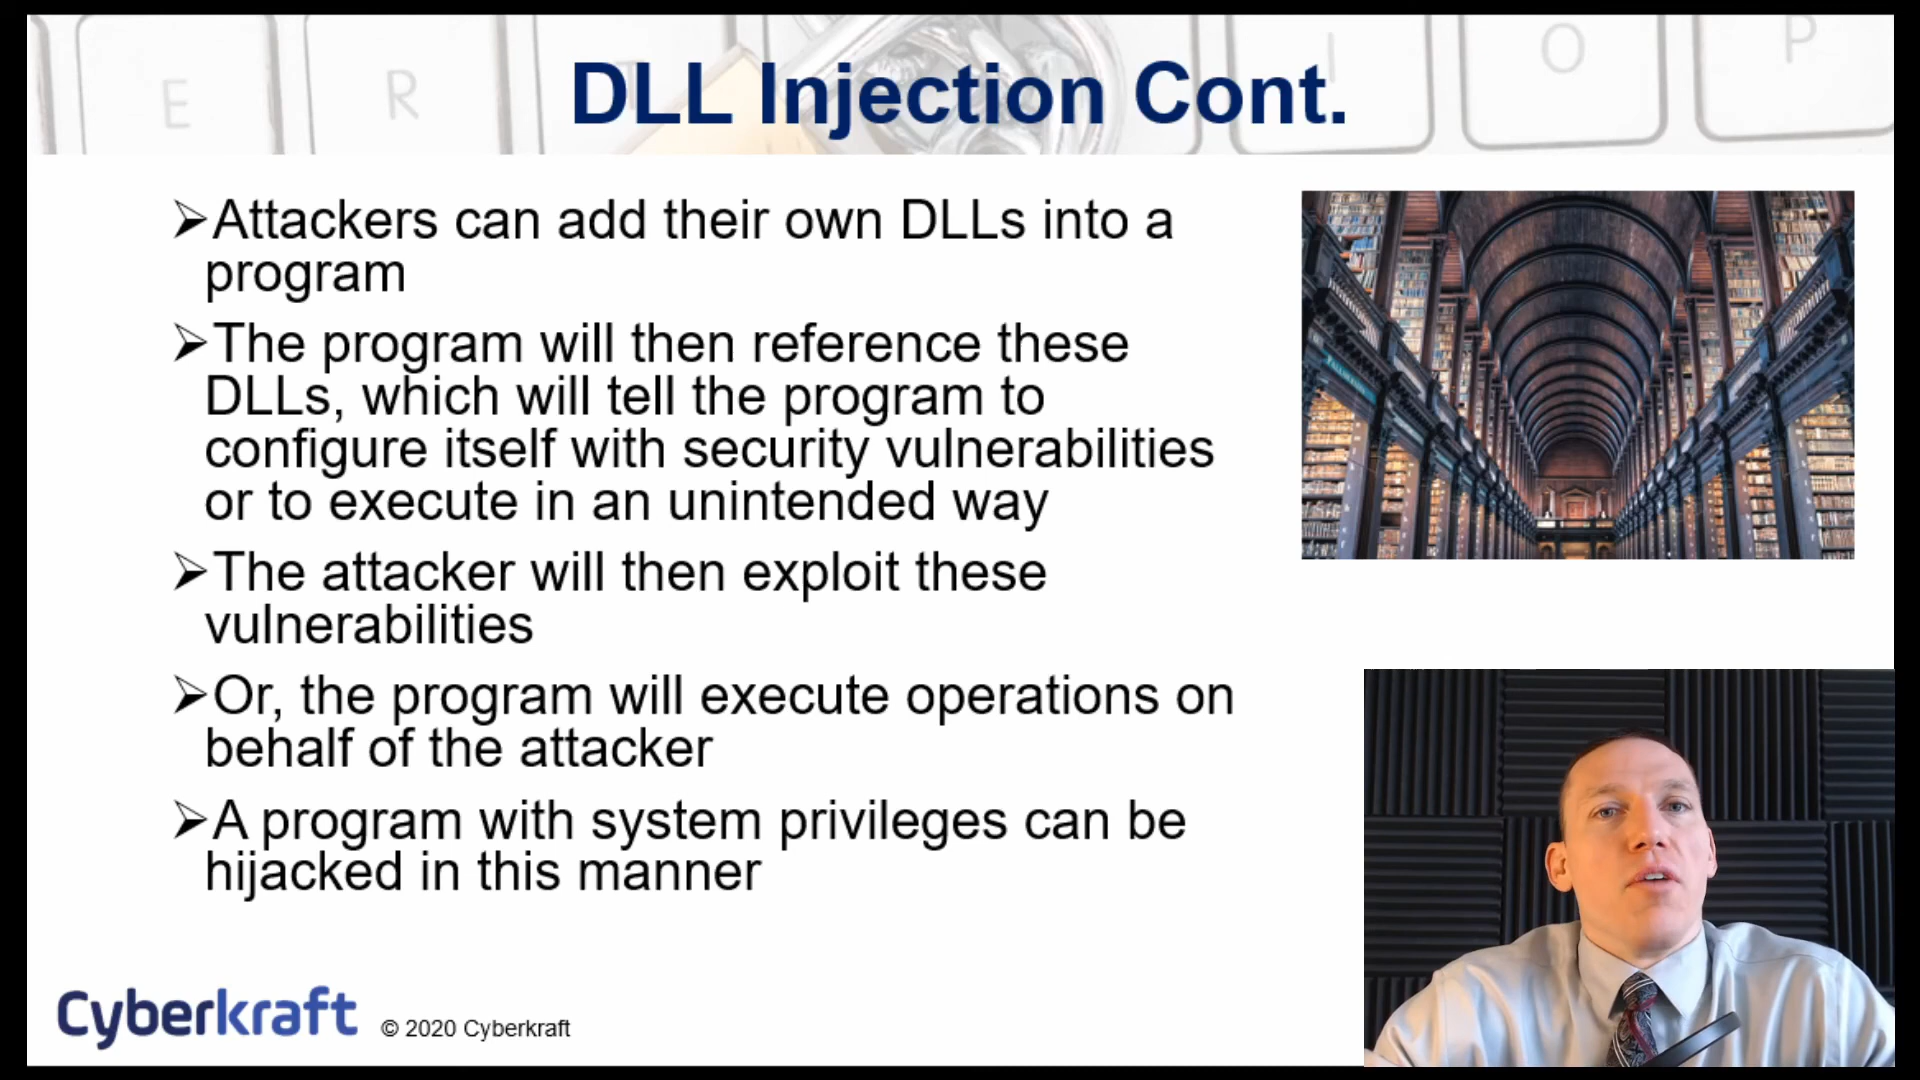 E R I O P
DLL Injection Cont.
➢Attackers can add their own DLLs into a
program
➢The program will then reference these
DLLs, which will tell the program to
configure itself with security vulnerabilities
or to execute in an unintended way
➢The attacker will then exploit these
vulnerabilities
➢Or, the program will execute operations on
behalf of the attacker
➢A program with system privileges can be
hijacked in this manner
Cyberkraft © 2020 Cyberkraft